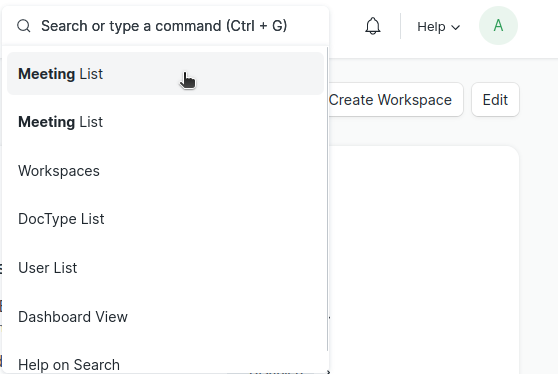 Search or type a command (Ctrl + G)
Help
A
Meeting List
Create Workspace
Edit
Meeting List
Workspaces
DocType List
User List
Dashboard View
Help on Search